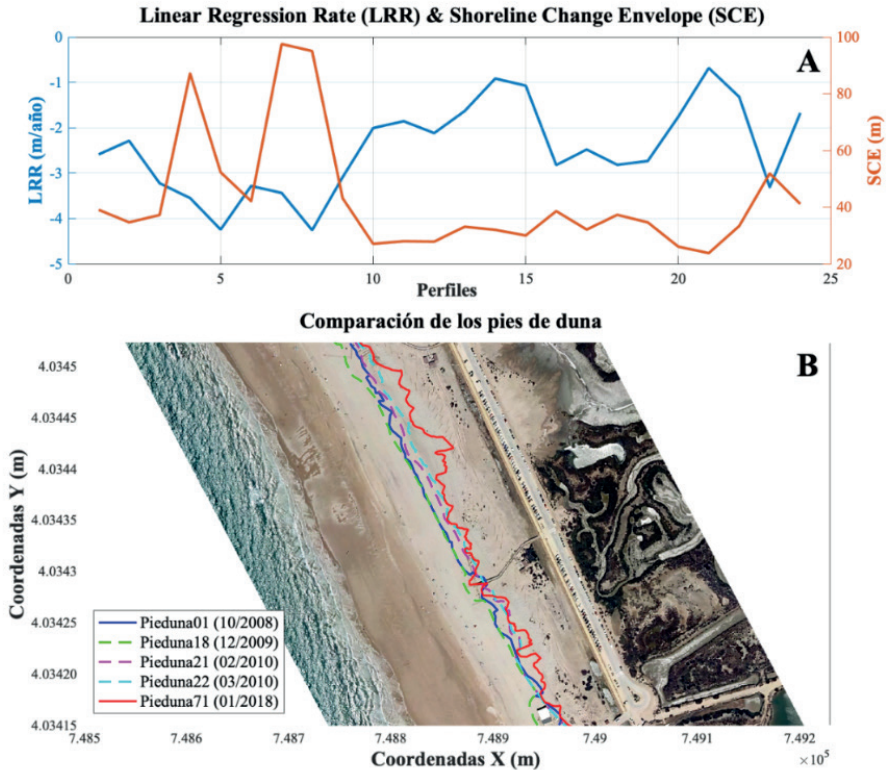 Linear Regression Rate (LRR) & Shoreline Change Envelope (SCE)
A
LRR (m/año)
0
-1
-2
-3
-4
-5
SCE (m)
100
80
60
40
20
0 5 10 15 20 25
Perfiles
Comparación de los pies de duna
B
Coordenadas Y (m)
4.0345
4.03445
4.0344
4.03435
4.0343
4.03425
4.03420
4.03415
Pieduna01 (10/2008)
Pieduna18 (12/2009)
Pieduna21 (02/2010)
Pieduna22 (03/2010)
Pieduna71 (01/2018)
7.485 7.486 7.487 7.488 7.489 7.49 7.491 7.492
Coordenadas X (m)
×10⁵